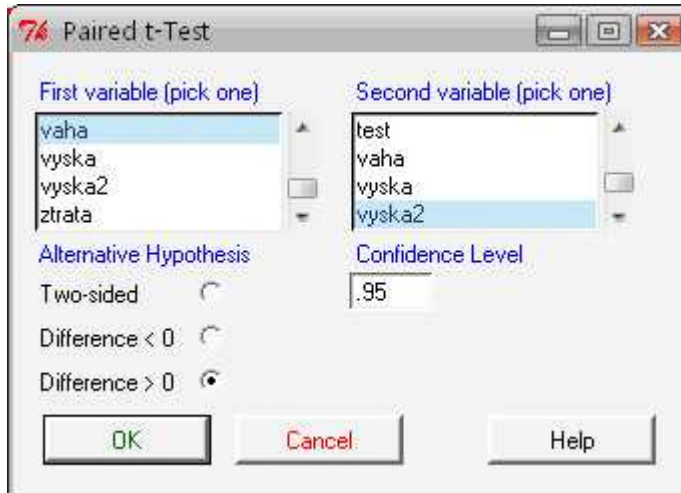 Paired t-Test
First variable (pick one)
vaha
vyska
vyska2
ztrata
Second variable (pick one)
test
vaha
vyska
vyska2
Alternative Hypothesis
Two-sided
Difference < 0
Difference > 0
Confidence Level
.95
OK
Cancel
Help